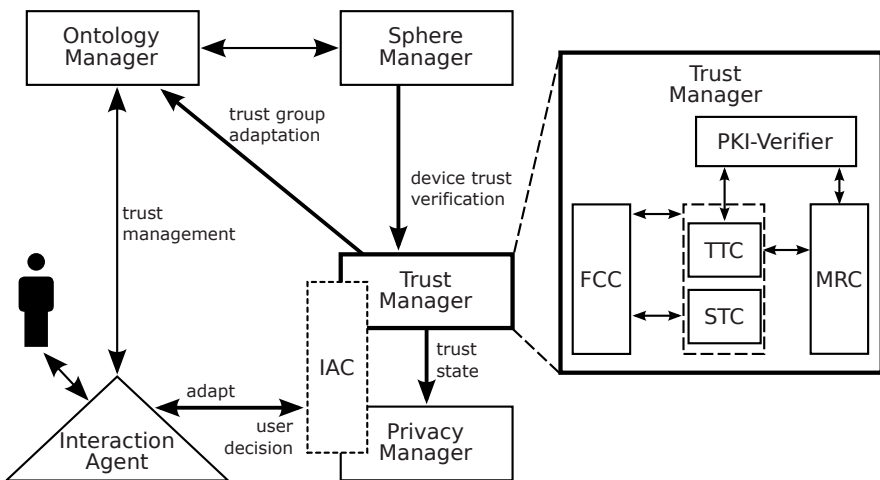 Ontology
Manager
Sphere
Manager
trust group
adaptation
device trust
verification
trust
management
Trust
Manager
IAC
trust
state
adapt
user
decision
Interaction
Agent
Privacy
Manager
Trust
Manager
PKI-Verifier
FCC
TTC
STC
MRC